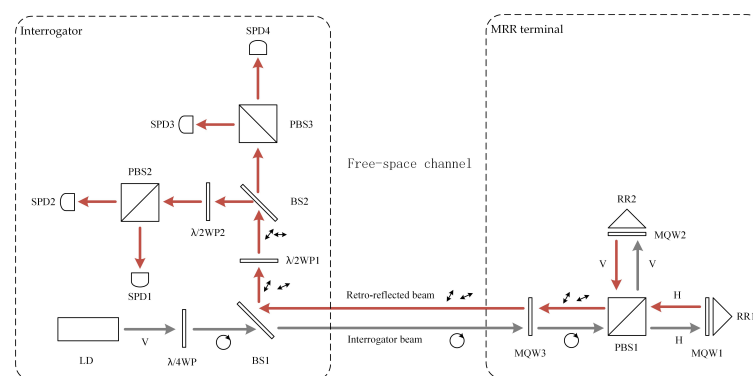 Interrogator
MRR terminal
SPD4
SPD3
PBS3
Free-space channel
PBS2
SPD2
BS2
λ/2WP2
RR2
MQW2
λ/2WP1
V
V
SPD1
Retro-reflected beam
H
RR1
V
Interrogator beam
H
LD
λ/4WP
BS1
MQW3
PBS1
MQW1